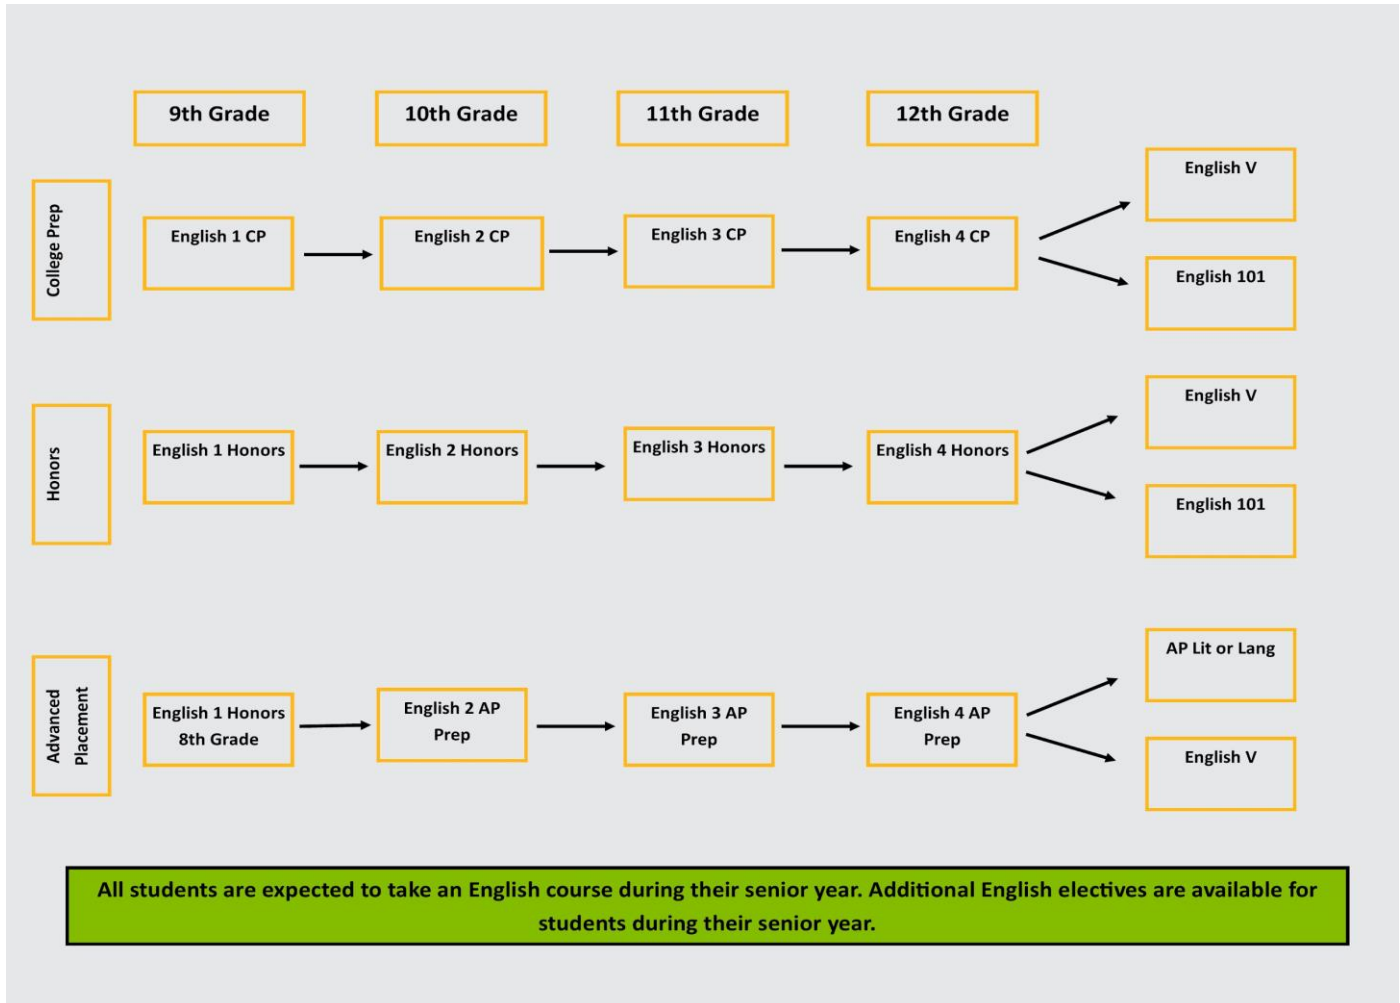 9th Grade
10th Grade
11th Grade
12th Grade
College Prep
English 1 CP
English 2 CP
English 3 CP
English 4 CP
English V
English 101
Honors
English 1 Honors
English 2 Honors
English 3 Honors
English 4 Honors
English V
English 101
Advanced
Placement
English 1 Honors
8th Grade
English 2 AP
Prep
English 3 AP
Prep
English 4 AP
Prep
AP Lit or Lang
English V
All students are expected to take an English course during their senior year. Additional English electives are available for
students during their senior year.